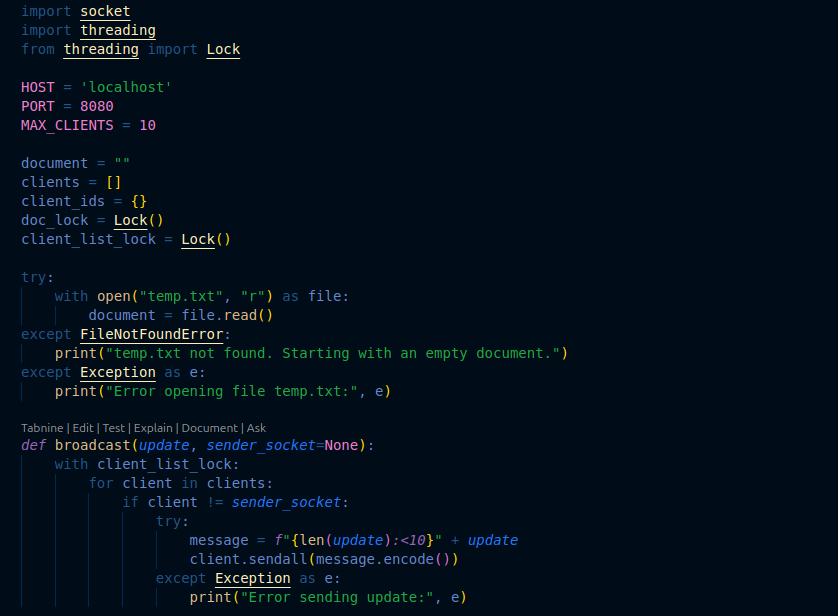 import socket
import threading
from threading import Lock

HOST = 'localhost'
PORT = 8080
MAX_CLIENTS = 10

document = ""
clients = []
client_ids = {}
doc_lock = Lock()
client_list_lock = Lock()

try:
    with open("temp.txt", "r") as file:
        document = file.read()
except FileNotFoundError:
    print("temp.txt not found. Starting with an empty document.")
except Exception as e:
    print("Error opening file temp.txt:", e)

Tabnine | Edit | Test | Explain | Document | Ask
def broadcast(update, sender_socket=None):
    with client_list_lock:
        for client in clients:
            if client != sender_socket:
                try:
                    message = f"{len(update):<10}" + update
                    client.sendall(message.encode())
                except Exception as e:
                    print("Error sending update:", e)